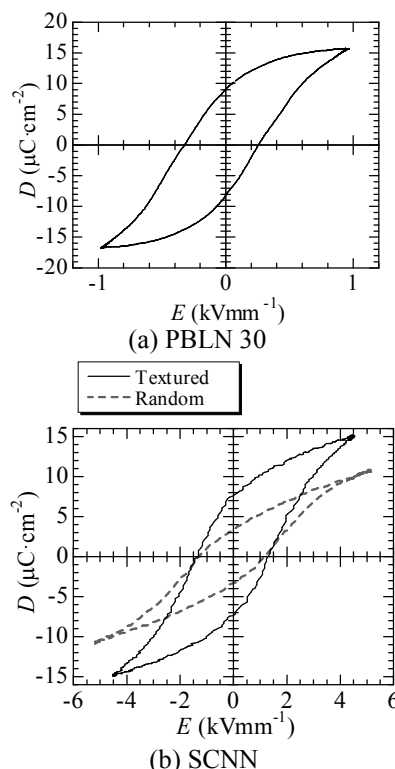 20
15
10
5
0
-5
-10
-15
-20
D (μC·cm⁻²)
-1 0 1
E (kVmm⁻¹)
(a) PBLN 30
Textured
Random
15
10
5
0
-5
-10
-15
D (μC·cm⁻²)
-6 -4 -2 0 2 4 6
E (kVmm⁻¹)
(b) SCNN